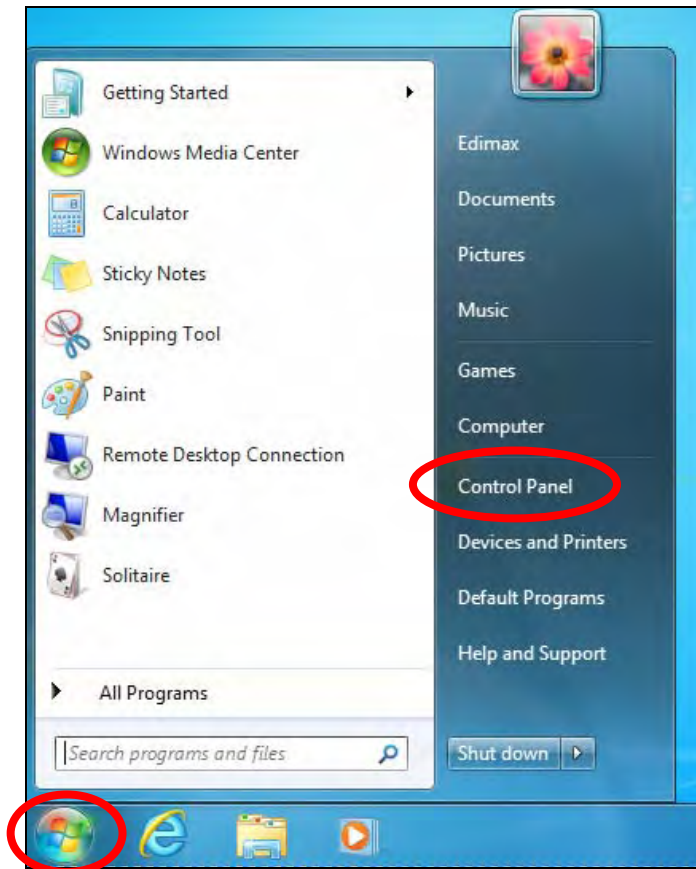 Getting Started
Windows Media Center
Calculator
Sticky Notes
Snipping Tool
Paint
Remote Desktop Connection
Magnifier
Solitaire
All Programs
Search programs and files
Edimax
Documents
Pictures
Music
Games
Computer
Control Panel
Devices and Printers
Default Programs
Help and Support
Shut down